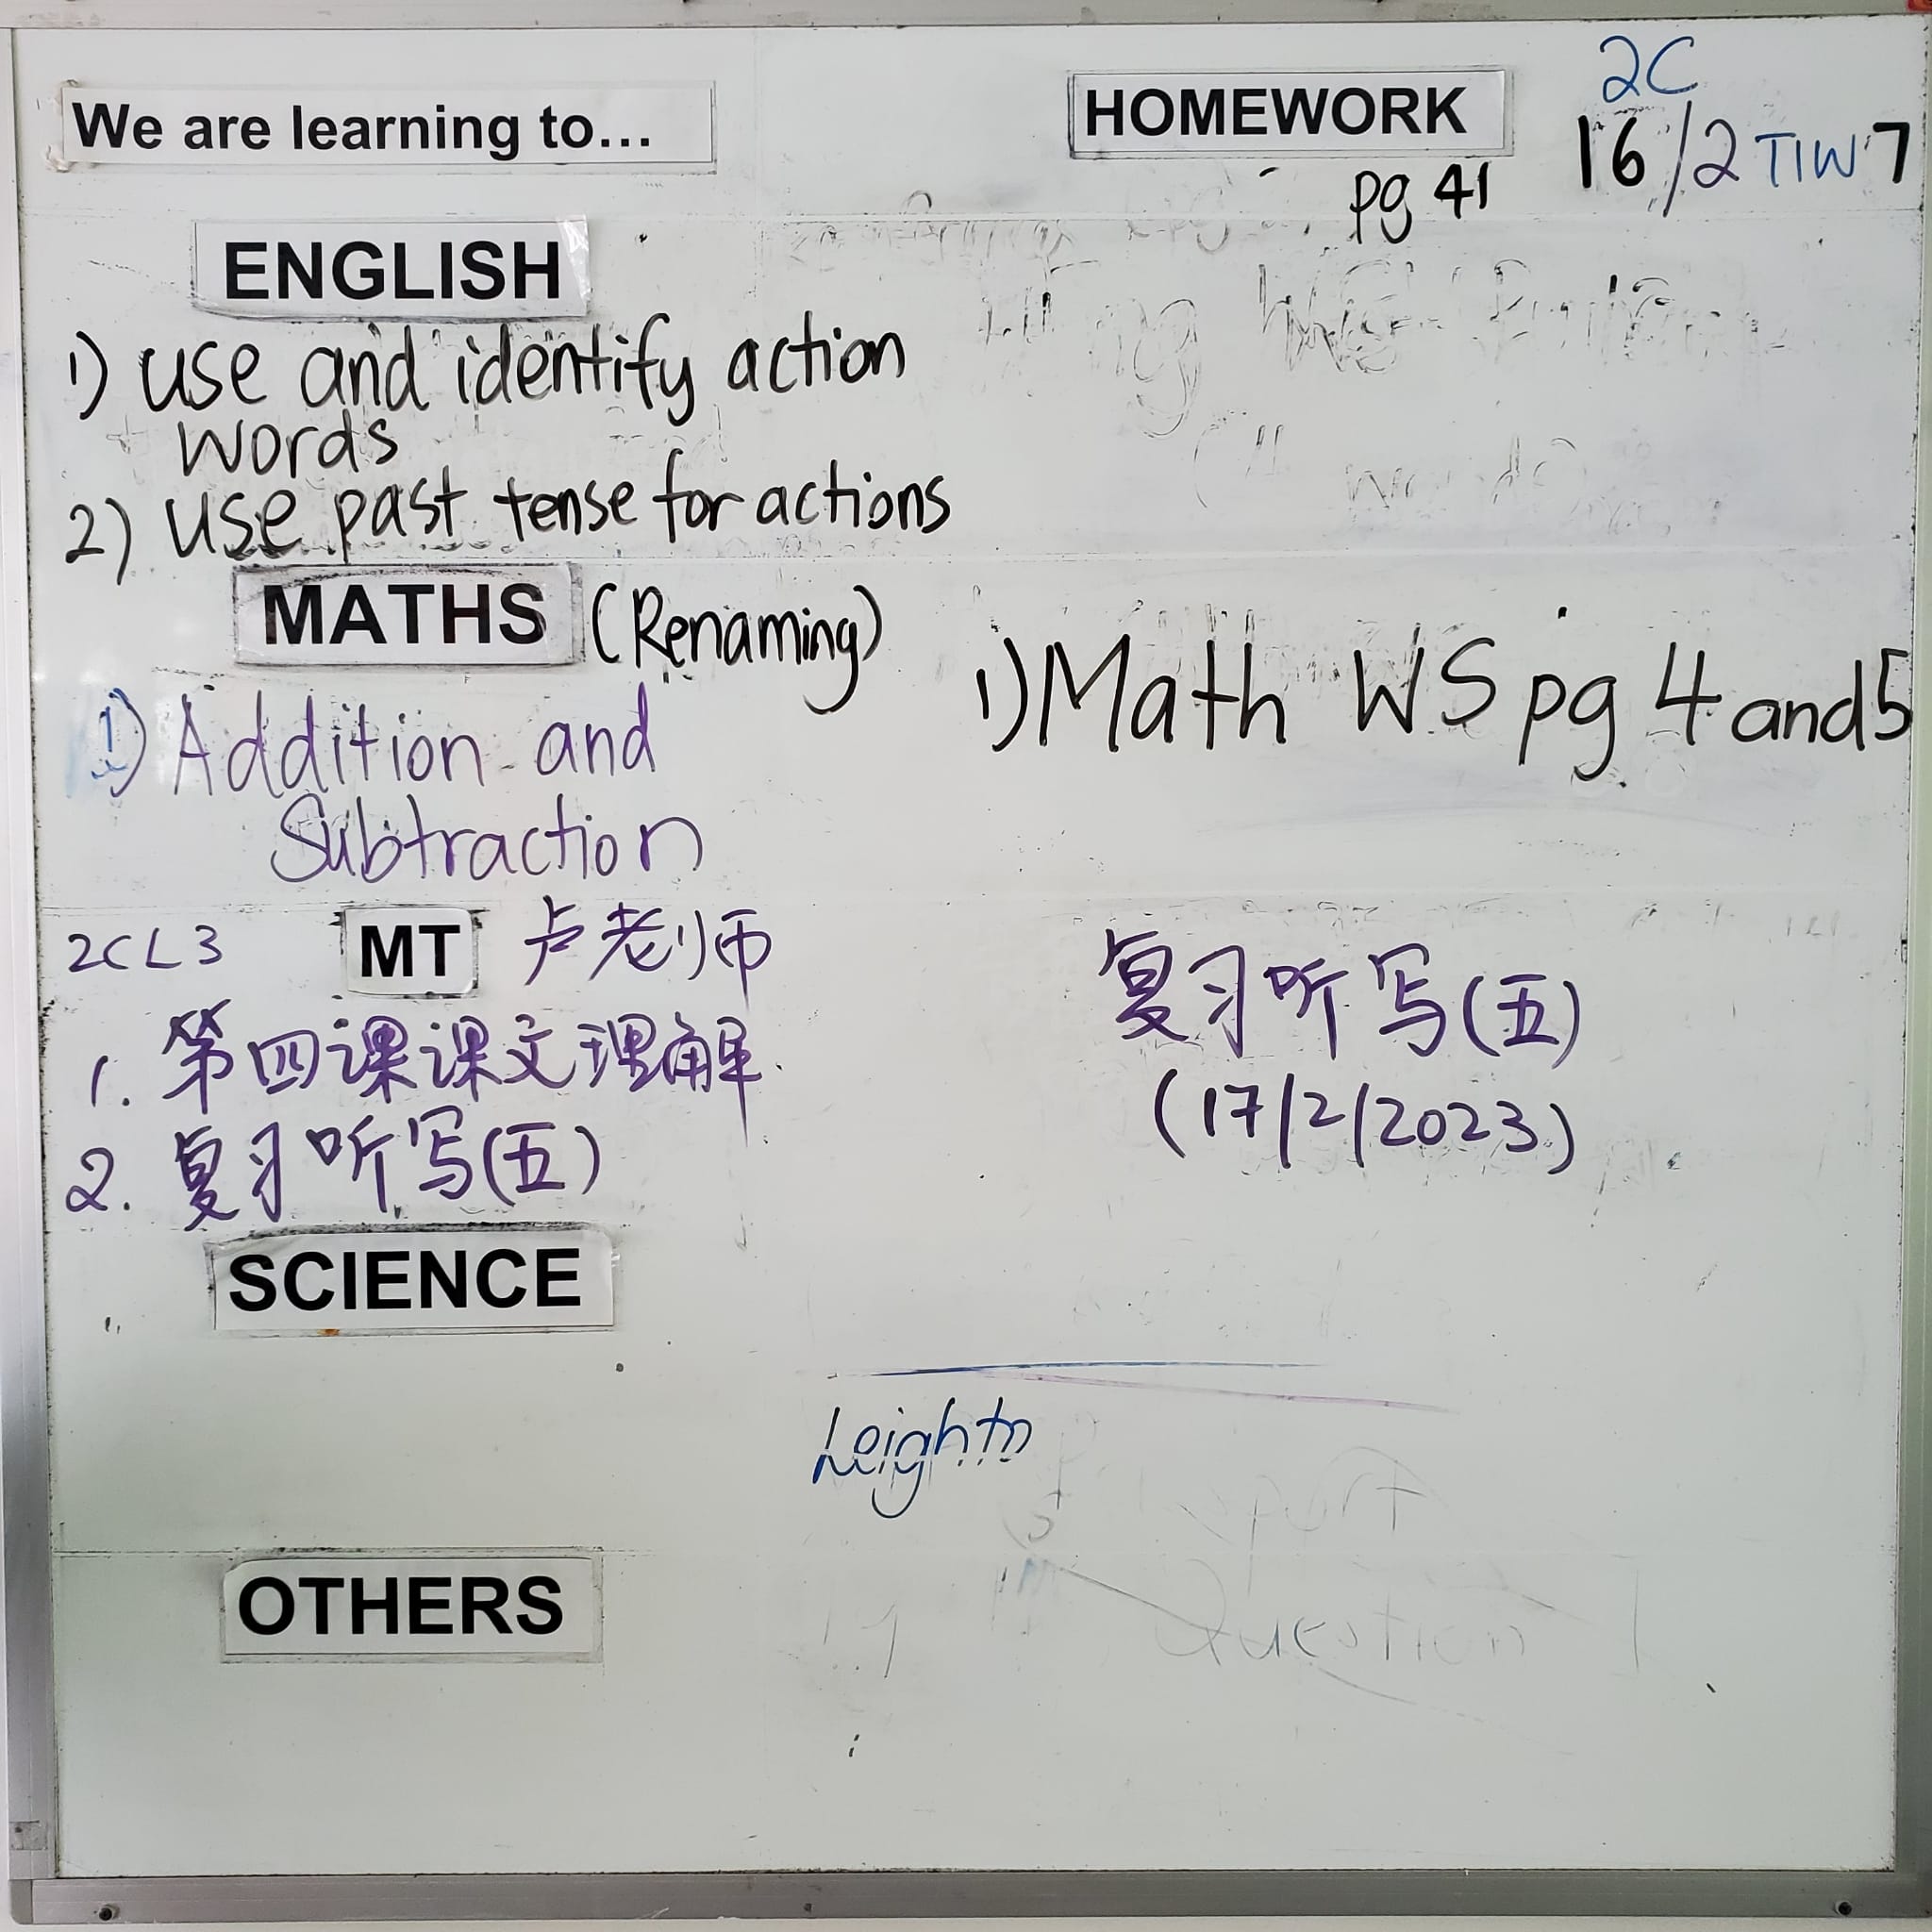 We are learning to...
HOMEWORK
2C
16/2 T1W7
pg 41
ENGLISH
1) use and identify action
words
2) use past tense for actions
MATHS (Renaming)
1) Addition and
Subtraction
1) Math WS pg 4 and 5
2CL3 MT 卢老师
1. 第四课课文理解
2. 复习听写(五)
复习听写(五)
(17/2/2023)
SCIENCE
OTHERS
Question 1